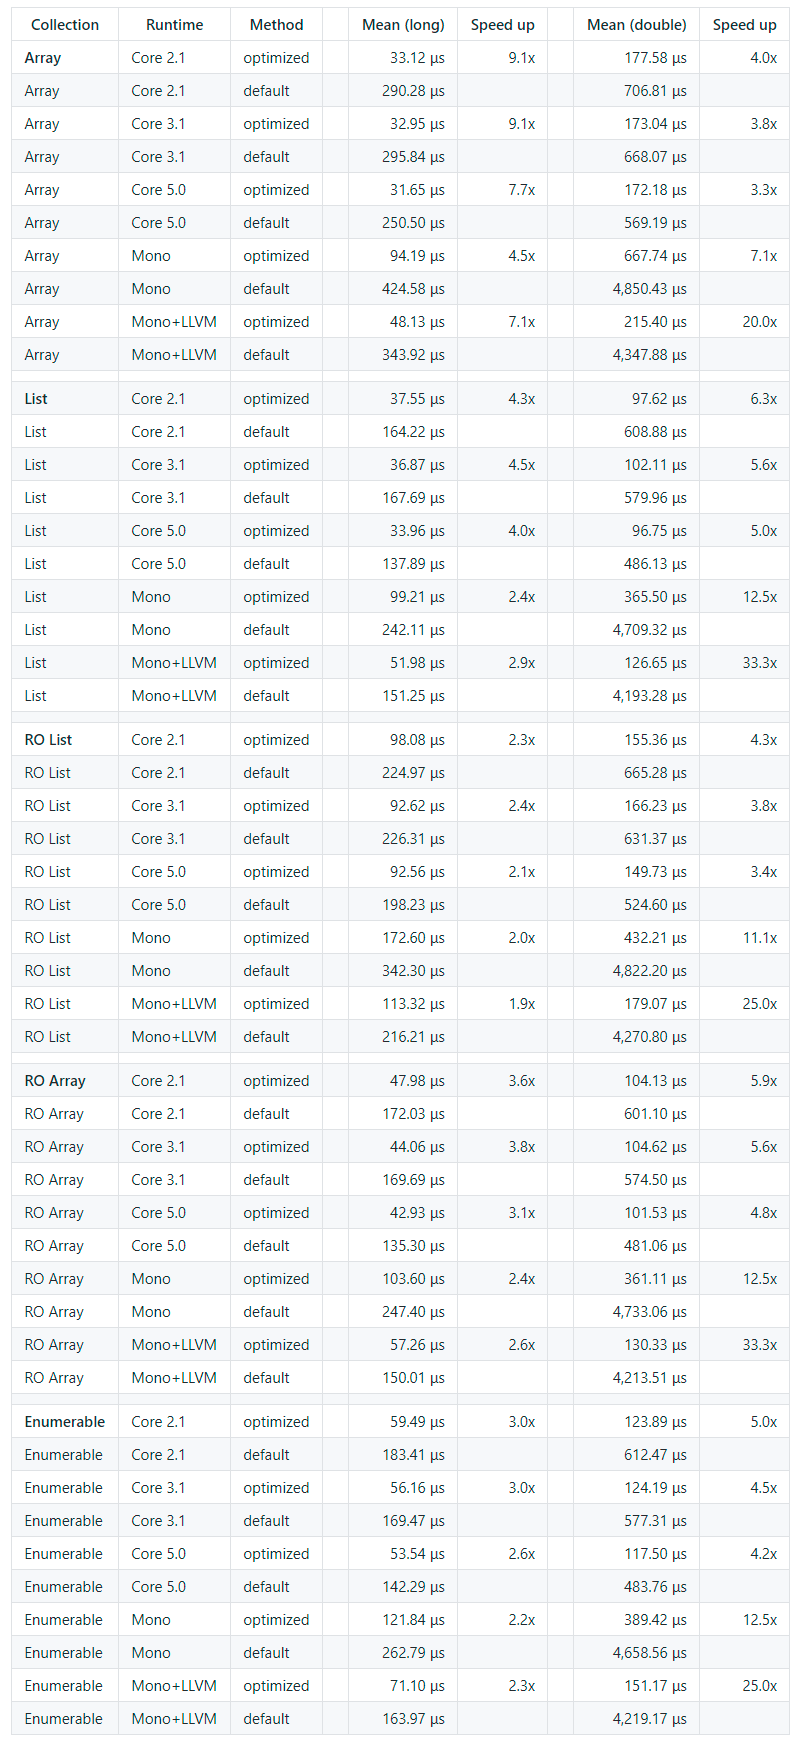 Collection Runtime Method Mean (long) Speed up Mean (double) Speed up
Array Core 2.1 optimized 33.12 μs 9.1x 177.58 μs 4.0x
Array Core 2.1 default 290.28 μs 706.81 μs
Array Core 3.1 optimized 32.95 μs 9.1x 173.04 μs 3.8x
Array Core 3.1 default 295.84 μs 668.07 μs
Array Core 5.0 optimized 31.65 μs 7.7x 172.18 μs 3.3x
Array Core 5.0 default 250.50 μs 569.19 μs
Array Mono optimized 94.19 μs 4.5x 667.74 μs 7.1x
Array Mono default 424.58 μs 4,850.43 μs
Array Mono+LLVM optimized 48.13 μs 7.1x 215.40 μs 20.0x
Array Mono+LLVM default 343.92 μs 4,347.88 μs
List Core 2.1 optimized 37.55 μs 4.3x 97.62 μs 6.3x
List Core 2.1 default 164.22 μs 608.88 μs
List Core 3.1 optimized 36.87 μs 4.5x 102.11 μs 5.6x
List Core 3.1 default 167.69 μs 579.96 μs
List Core 5.0 optimized 33.96 μs 4.0x 96.75 μs 5.0x
List Core 5.0 default 137.89 μs 486.13 μs
List Mono optimized 99.21 μs 2.4x 365.50 μs 12.5x
List Mono default 242.11 μs 4,709.32 μs
List Mono+LLVM optimized 51.98 μs 2.9x 126.65 μs 33.3x
List Mono+LLVM default 151.25 μs 4,193.28 μs
RO List Core 2.1 optimized 98.08 μs 2.3x 155.36 μs 4.3x
RO List Core 2.1 default 224.97 μs 665.28 μs
RO List Core 3.1 optimized 92.62 μs 2.4x 166.23 μs 3.8x
RO List Core 3.1 default 226.31 μs 631.37 μs
RO List Core 5.0 optimized 92.56 μs 2.1x 149.73 μs 3.4x
RO List Core 5.0 default 198.23 μs 524.60 μs
RO List Mono optimized 172.60 μs 2.0x 432.21 μs 11.1x
RO List Mono default 342.30 μs 4,822.20 μs
RO List Mono+LLVM optimized 113.32 μs 1.9x 179.07 μs 25.0x
RO List Mono+LLVM default 216.21 μs 4,270.80 μs
RO Array Core 2.1 optimized 47.98 μs 3.6x 104.13 μs 5.9x
RO Array Core 2.1 default 172.03 μs 601.10 μs
RO Array Core 3.1 optimized 44.06 μs 3.8x 104.62 μs 5.6x
RO Array Core 3.1 default 169.69 μs 574.50 μs
RO Array Core 5.0 optimized 42.93 μs 3.1x 101.53 μs 4.8x
RO Array Core 5.0 default 135.30 μs 481.06 μs
RO Array Mono optimized 103.60 μs 2.4x 361.11 μs 12.5x
RO Array Mono default 247.40 μs 4,733.06 μs
RO Array Mono+LLVM optimized 57.26 μs 2.6x 130.33 μs 33.3x
RO Array Mono+LLVM default 150.01 μs 4,213.51 μs
Enumerable Core 2.1 optimized 59.49 μs 3.0x 123.89 μs 5.0x
Enumerable Core 2.1 default 183.41 μs 612.47 μs
Enumerable Core 3.1 optimized 56.16 μs 3.0x 124.19 μs 4.5x
Enumerable Core 3.1 default 169.47 μs 577.31 μs
Enumerable Core 5.0 optimized 53.54 μs 2.6x 117.50 μs 4.2x
Enumerable Core 5.0 default 142.29 μs 483.76 μs
Enumerable Mono optimized 121.84 μs 2.2x 389.42 μs 12.5x
Enumerable Mono default 262.79 μs 4,658.56 μs
Enumerable Mono+LLVM optimized 71.10 μs 2.3x 151.17 μs 25.0x
Enumerable Mono+LLVM default 163.97 μs 4,219.17 μs